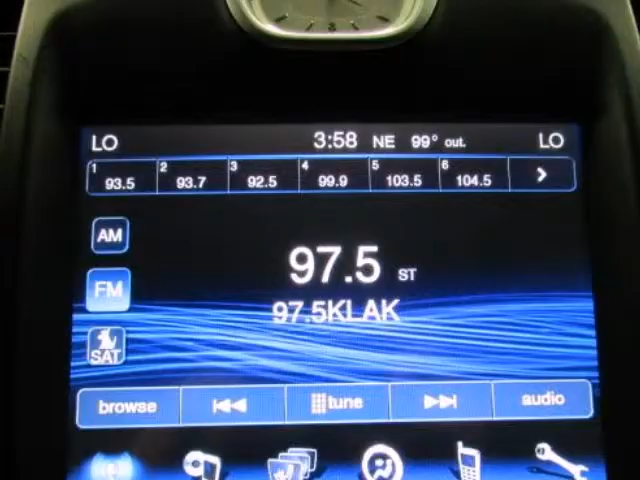 LO 3:58 NE 99° out. LO
1 93.5 2 93.7 3 92.5 4 99.9 5 103.5 6 104.5 >
AM
97.5 ST
FM
97.5KLAK
SAT
browse tune audio